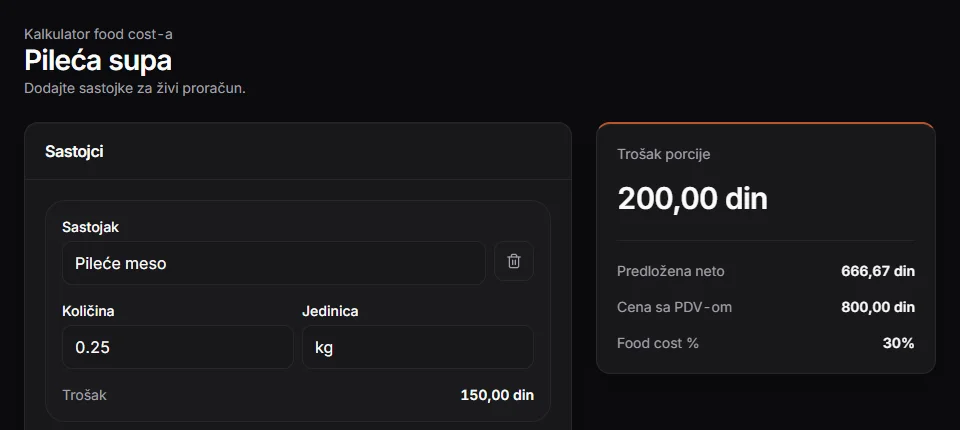 Kalkulator food cost-a
Pileća supa
Dodajte sastojke za živi proračun.
Sastojci
Sastojak
Pileće meso
Količina
Jedinica
0.25
kg
Trošak
150,00 din
Trošak porcije
200,00 din
Predložena neto
666,67 din
Cena sa PDV-om
800,00 din
Food cost %
30%